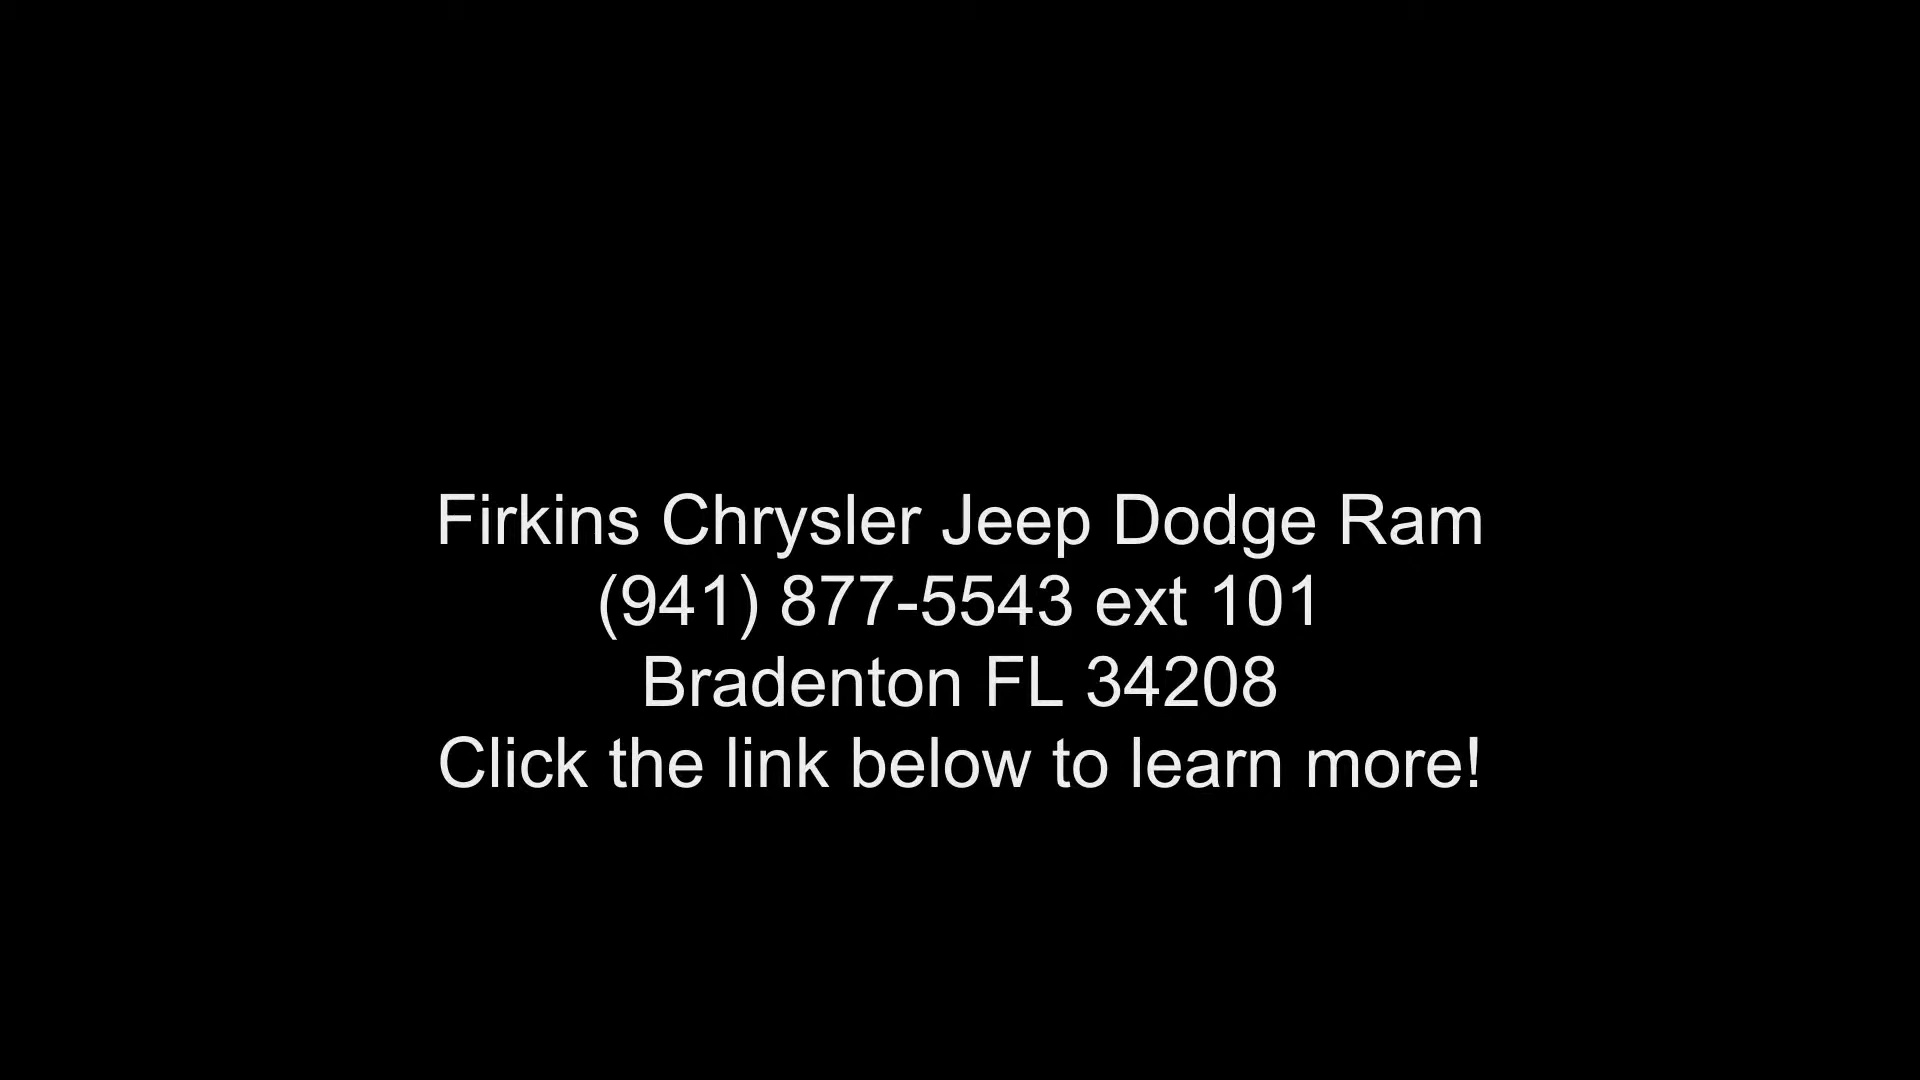 Firkins Chrysler Jeep Dodge Ram
(941) 877-5543 ext 101
Bradenton FL 34208
Click the link below to learn more!